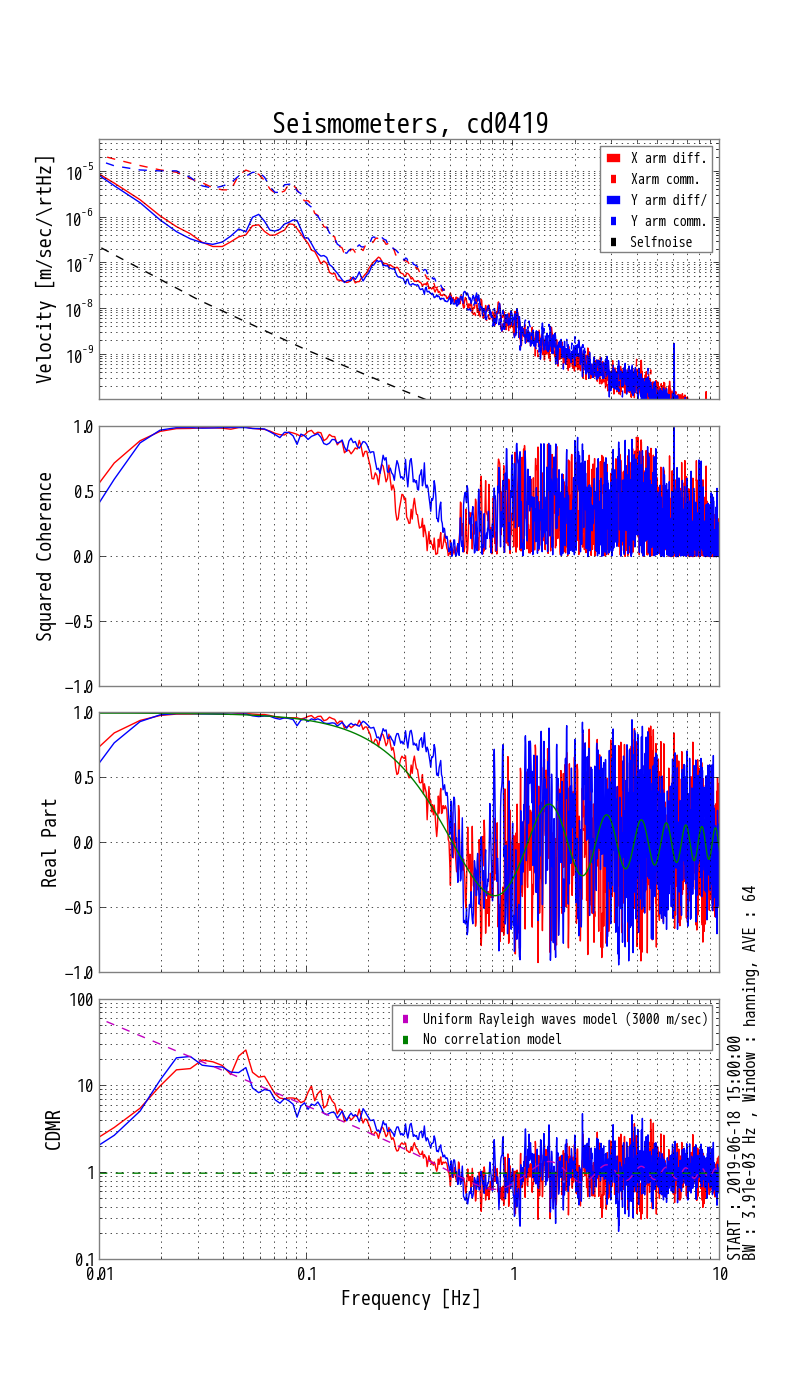 Seismometers, cd0419
Velocity [m/sec/\rtHz]
10^-5
10^-6
10^-7
10^-8
10^-9
X arm diff.
Xarm comm.
Y arm diff/
Y arm comm.
Selfnoise
Squared Coherence
1.0
0.5
0.0
−0.5
−1.0
Real Part
1.0
0.5
0.0
−0.5
−1.0
CDMR
100
10
1
0.1
Uniform Rayleigh waves model (3000 m/sec)
No correlation model
0.01
0.1
1
10
Frequency [Hz]
START : 2019-06-18 15:00:00
BW : 3.91e-03 Hz , Window : hanning, AVE : 64